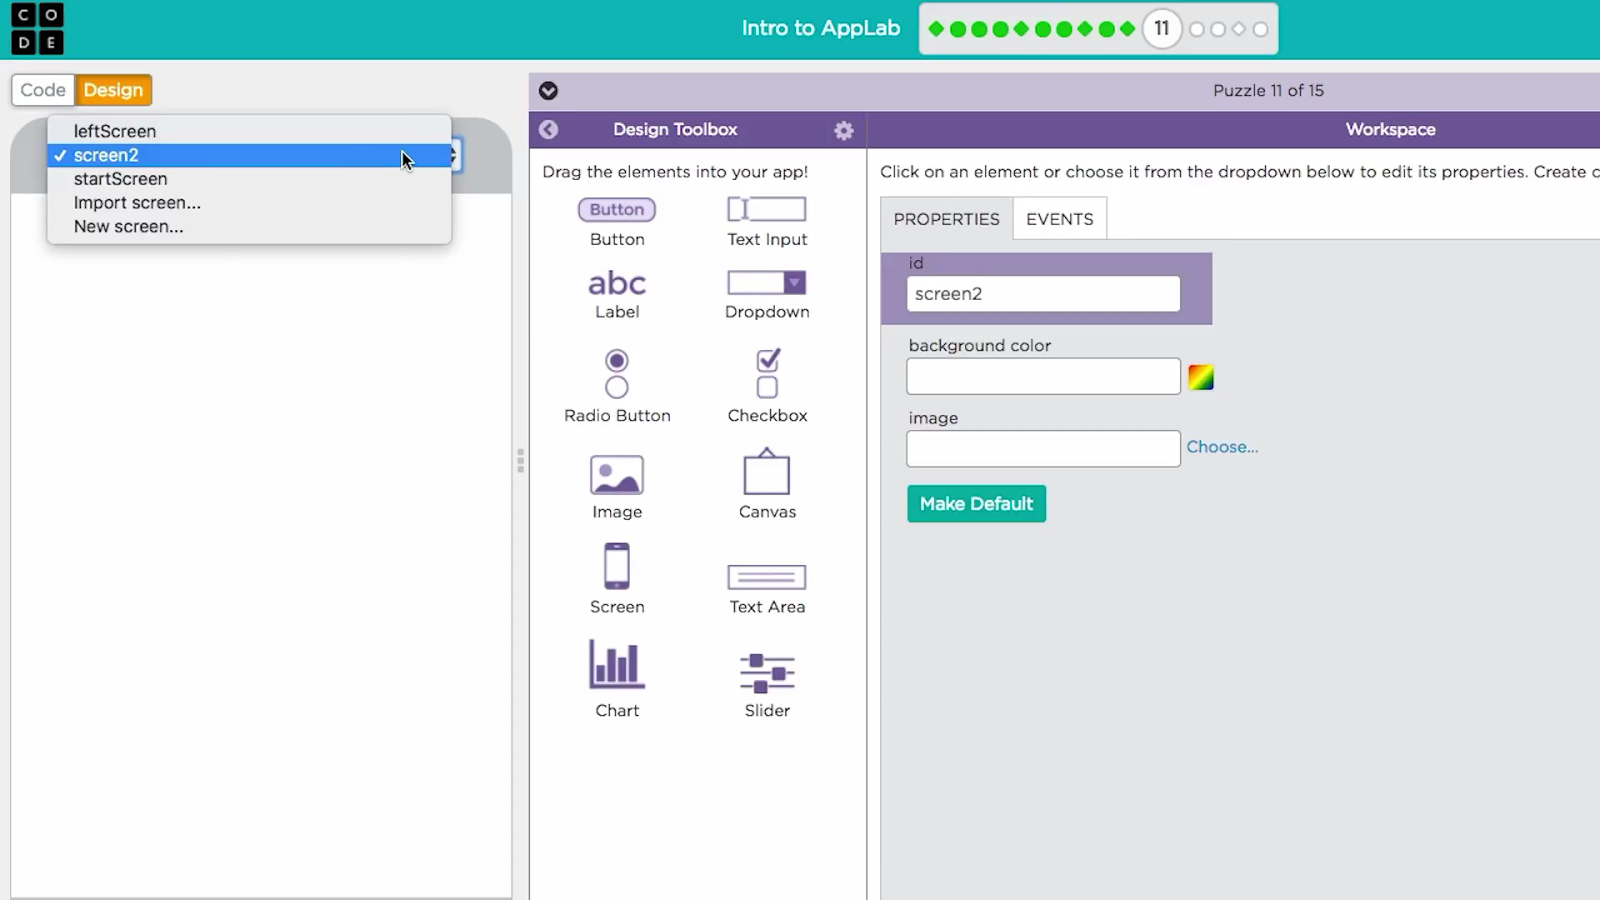 C O
D E
Intro to AppLab
11
Code
Design
Puzzle 11 of 15
leftScreen
✓ screen2
startScreen
Import screen...
New screen...
Design Toolbox
Workspace
Drag the elements into your app!
Click on an element or choose it from the dropdown below to edit its properties. Create c
Button
Button
Text Input
abc
Label
Dropdown
Radio Button
Checkbox
Image
Canvas
Screen
Text Area
Chart
Slider
PROPERTIES
EVENTS
id
screen2
background color
image
Choose...
Make Default